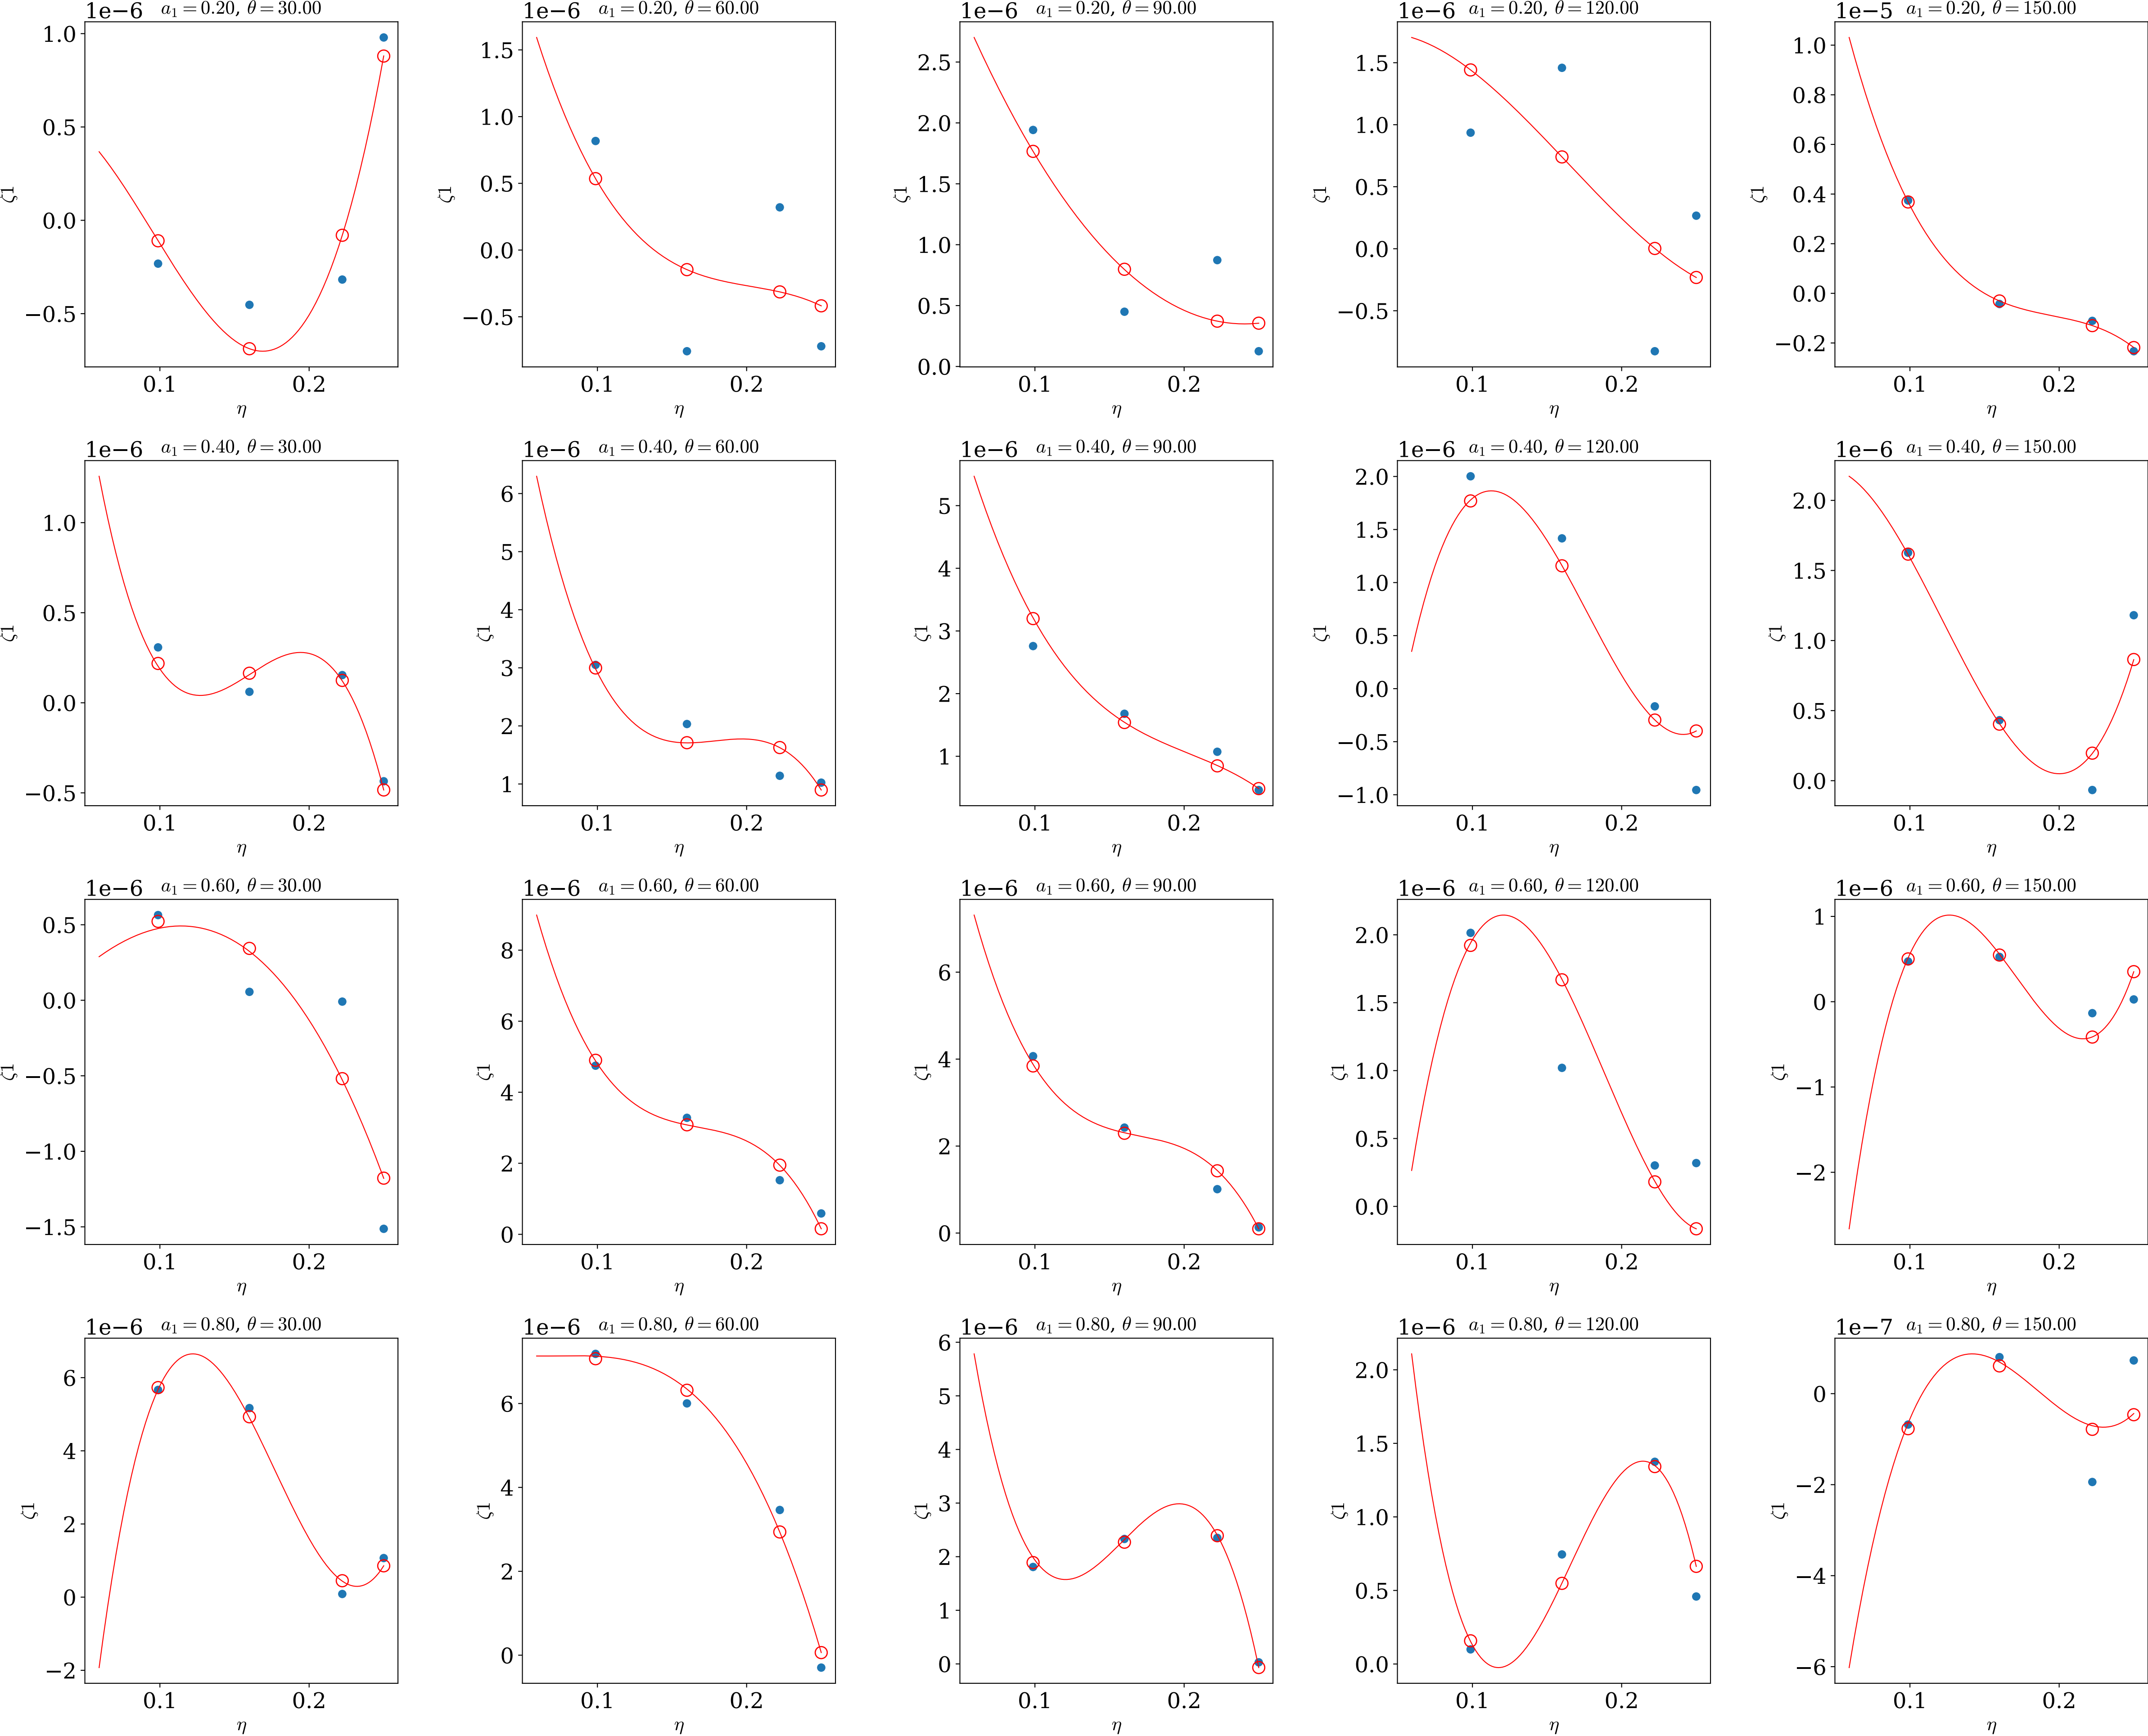 1e−6 a₁ = 0.20, θ = 30.00
1.0
0.5
0.0
−0.5
ζ1
0.1 0.2
η
1e−6 a₁ = 0.20, θ = 60.00
1.5
1.0
0.5
0.0
−0.5
ζ1
0.1 0.2
η
1e−6 a₁ = 0.20, θ = 90.00
2.5
2.0
1.5
1.0
0.5
0.0
ζ1
0.1 0.2
η
1e−6 a₁ = 0.20, θ = 120.00
1.5
1.0
0.5
0.0
−0.5
ζ1
0.1 0.2
η
1e−5 a₁ = 0.20, θ = 150.00
1.0
0.8
0.6
0.4
0.2
0.0
−0.2
ζ1
0.1 0.2
η
1e−6 a₁ = 0.40, θ = 30.00
1.0
0.5
0.0
−0.5
ζ1
0.1 0.2
η
1e−6 a₁ = 0.40, θ = 60.00
6
5
4
3
2
1
ζ1
0.1 0.2
η
1e−6 a₁ = 0.40, θ = 90.00
5
4
3
2
1
ζ1
0.1 0.2
η
1e−6 a₁ = 0.40, θ = 120.00
2.0
1.5
1.0
0.5
0.0
−0.5
−1.0
ζ1
0.1 0.2
η
1e−6 a₁ = 0.40, θ = 150.00
2.0
1.5
1.0
0.5
0.0
ζ1
0.1 0.2
η
1e−6 a₁ = 0.60, θ = 30.00
0.5
0.0
−0.5
−1.0
−1.5
ζ1
0.1 0.2
η
1e−6 a₁ = 0.60, θ = 60.00
8
6
4
2
0
ζ1
0.1 0.2
η
1e−6 a₁ = 0.60, θ = 90.00
6
4
2
0
ζ1
0.1 0.2
η
1e−6 a₁ = 0.60, θ = 120.00
2.0
1.5
1.0
0.5
0.0
ζ1
0.1 0.2
η
1e−6 a₁ = 0.60, θ = 150.00
1
0
−1
−2
ζ1
0.1 0.2
η
1e−6 a₁ = 0.80, θ = 30.00
6
4
2
0
−2
ζ1
0.1 0.2
η
1e−6 a₁ = 0.80, θ = 60.00
6
4
2
0
ζ1
0.1 0.2
η
1e−6 a₁ = 0.80, θ = 90.00
6
5
4
3
2
1
0
ζ1
0.1 0.2
η
1e−6 a₁ = 0.80, θ = 120.00
2.0
1.5
1.0
0.5
0.0
ζ1
0.1 0.2
η
1e−7 a₁ = 0.80, θ = 150.00
0
−2
−4
−6
ζ1
0.1 0.2
η